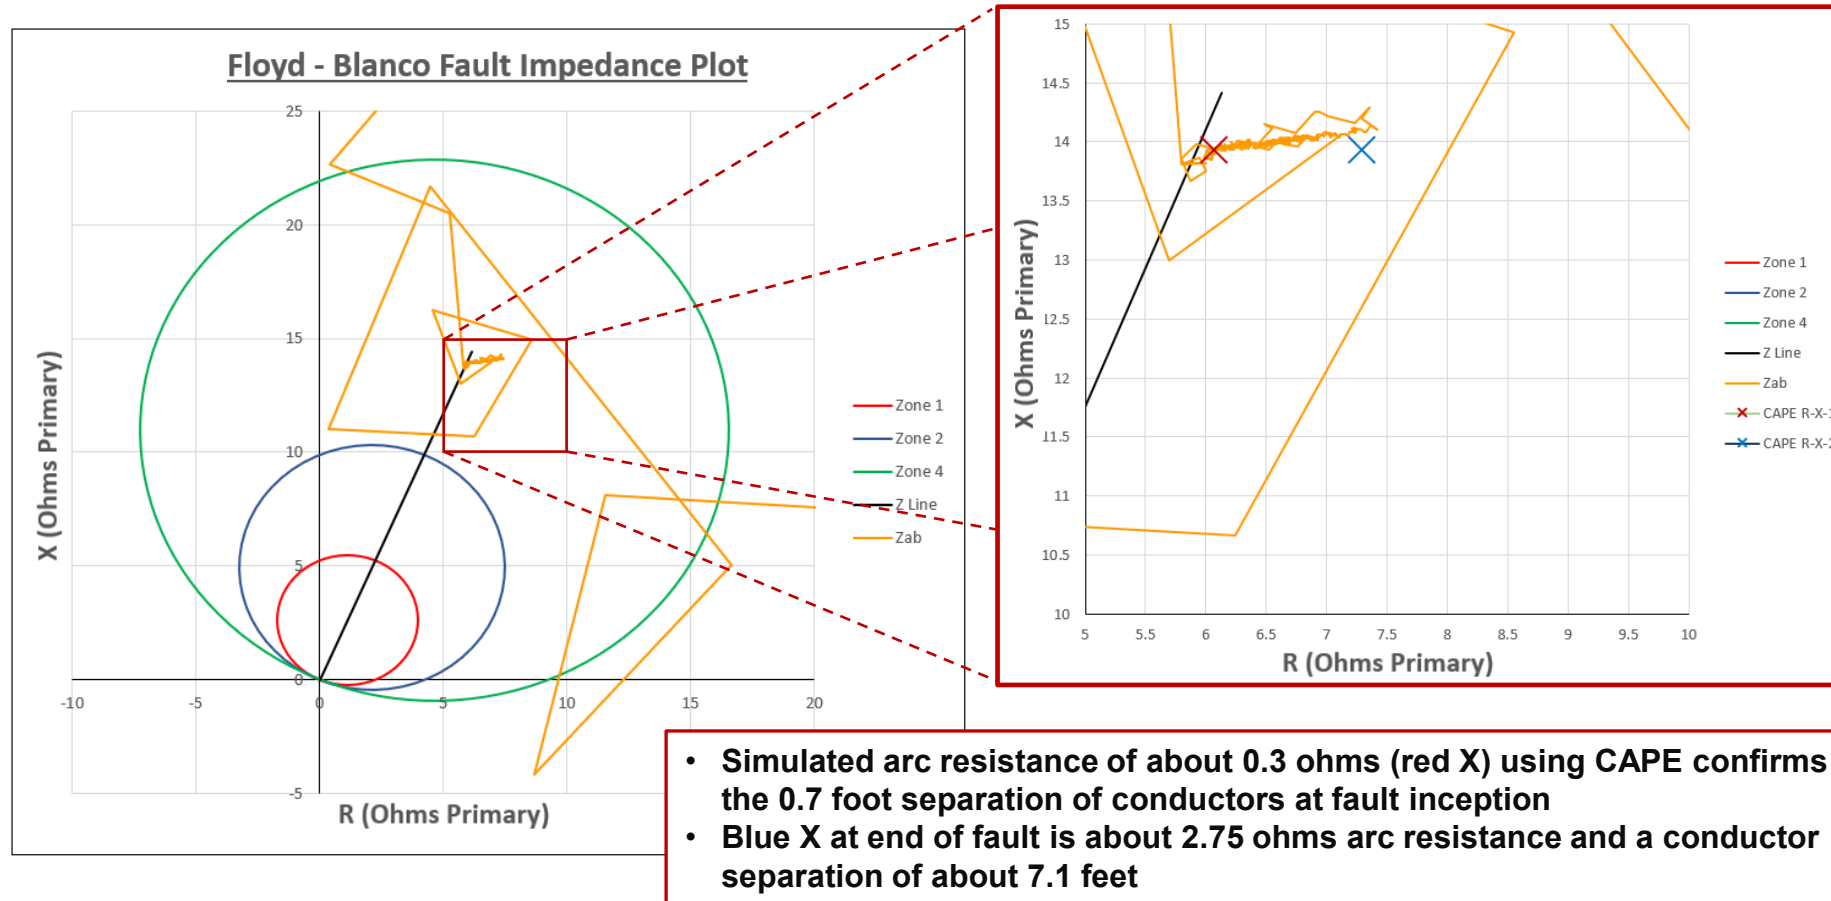 Floyd - Blanco Fault Impedance Plot
25
20
15
10
5
0
-5
-10
-5
0
5
10
15
20
X (Ohms Primary)
R (Ohms Primary)
Zone 1
Zone 2
Zone 4
Z Line
Zab
15
14.5
14
13.5
13
12.5
12
11.5
11
10.5
10
5
5.5
6
6.5
7
7.5
8
8.5
9
9.5
10
X (Ohms Primary)
R (Ohms Primary)
Zone 1
Zone 2
Zone 4
Z Line
Zab
CAPE R-X-1
CAPE R-X-2
• Simulated arc resistance of about 0.3 ohms (red X) using CAPE confirms
the 0.7 foot separation of conductors at fault inception
• Blue X at end of fault is about 2.75 ohms arc resistance and a conductor
separation of about 7.1 feet